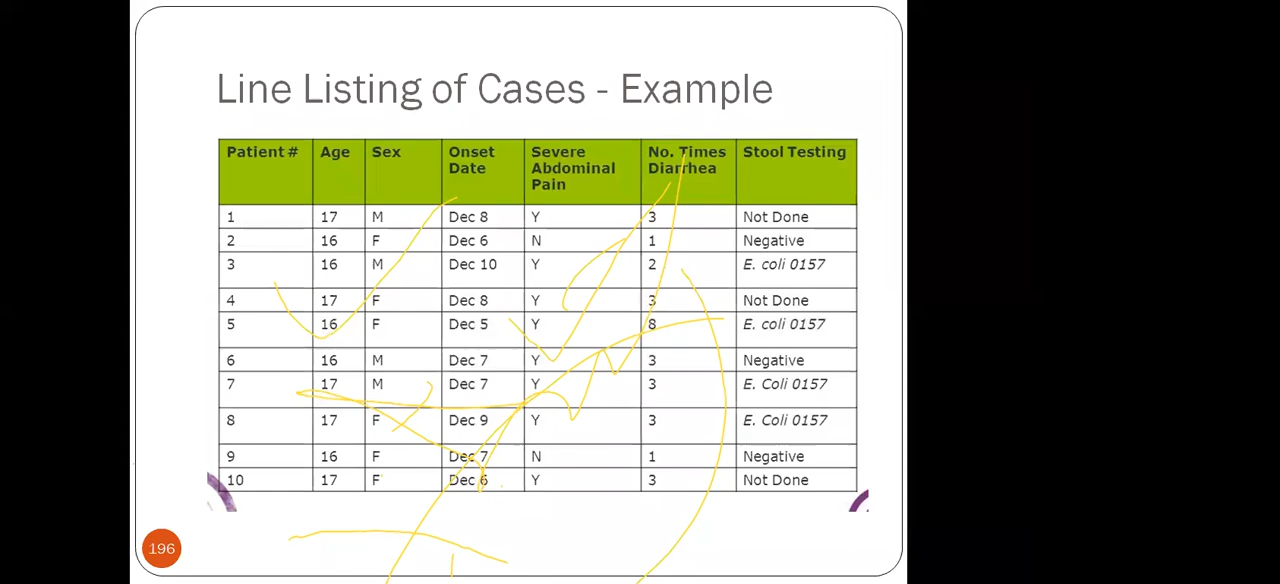 Line Listing of Cases - Example
Patient # Age Sex Onset Date Severe Abdominal Pain No. Times Diarrhea Stool Testing
1 17 M Dec 8 Y 3 Not Done
2 16 F Dec 6 N 1 Negative
3 16 M Dec 10 Y 2 E. coli 0157
4 17 F Dec 8 Y 3 Not Done
5 16 F Dec 5 Y 8 E. coli 0157
6 16 M Dec 7 Y 3 Negative
7 17 M Dec 7 Y 3 E. Coli 0157
8 17 F Dec 9 Y 3 E. Coli 0157
9 16 F Dec 7 N 1 Negative
10 17 F Dec 6 Y 3 Not Done
196